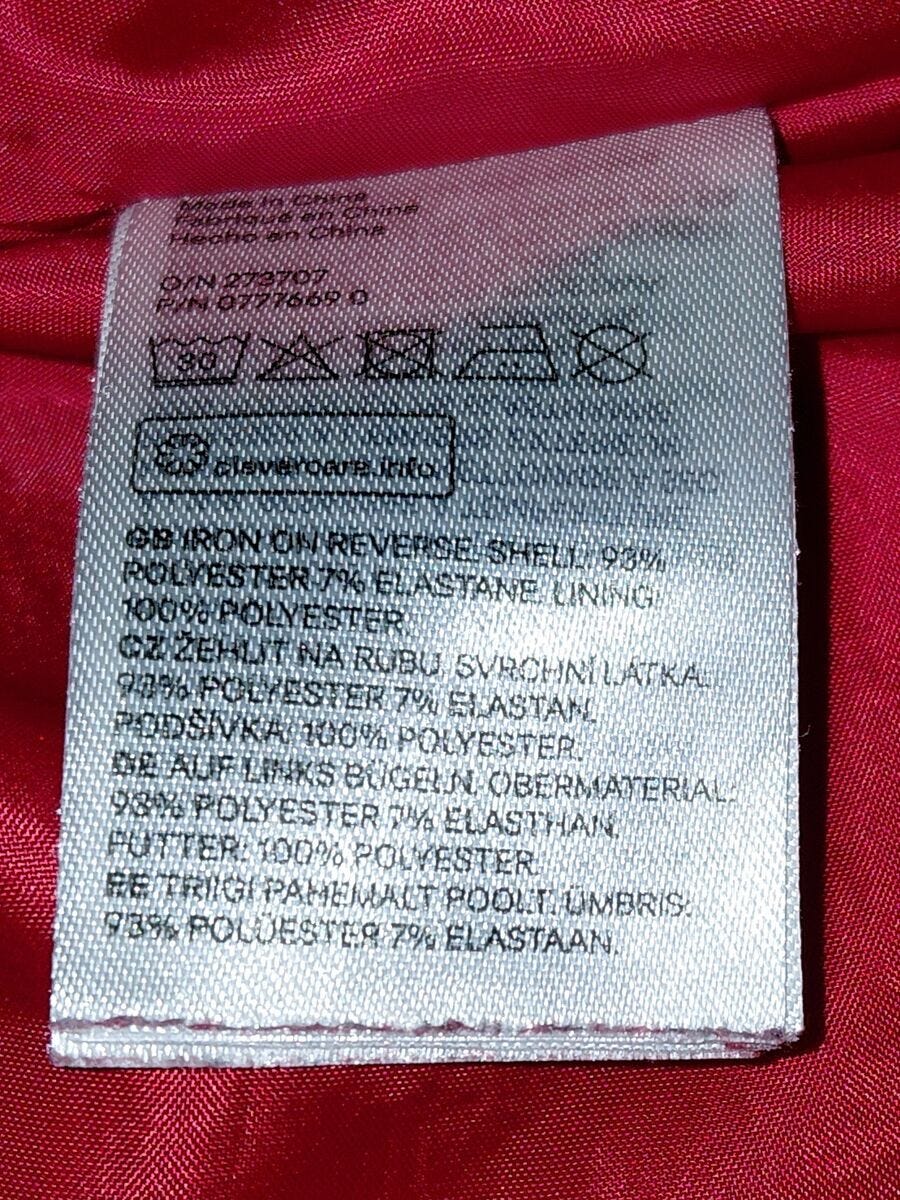 Made in China
Fabriqué en Chine
Hecho en China
O/N 273707
P/N 0777669 0
30
clevercare.info
GB IRON ON REVERSE. SHELL: 93%
POLYESTER 7% ELASTANE. LINING:
100% POLYESTER.
CZ ŽEHLIT NA RUBU. SVRCHNÍ LÁTKA:
93% POLYESTER 7% ELASTAN.
PODŠÍVKA: 100% POLYESTER.
DE AUF LINKS BÜGELN. OBERMATERIAL:
93% POLYESTER 7% ELASTHAN.
FUTTER: 100% POLYESTER.
EE TRIIGI PAHEMALT POOLT. ÜMBRIS:
93% POLÜESTER 7% ELASTAAN.